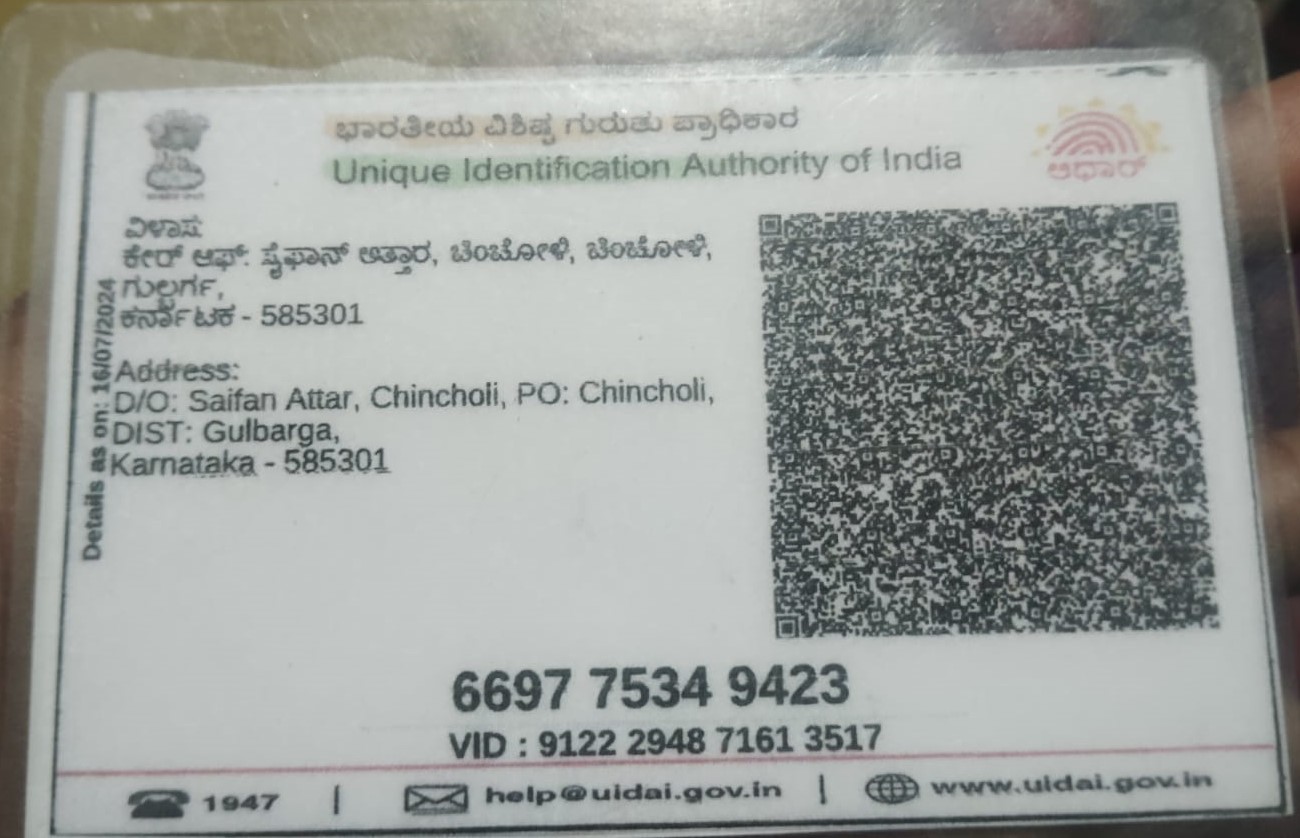 ಭಾರತೀಯ ವಿಶಿಷ್ಟ ಗುರುತು ಪ್ರಾಧಿಕಾರ
Unique Identification Authority of India
ಆಧಾರ್
ವಿಳಾಸ:
ಕೇರ್ ಆಫ್: ಸೈಫಾನ್ ಅತ್ತಾರ, ಚಿಂಚೋಳಿ, ಚಿಂಚೋಳಿ,
ಗುಲ್ಬರ್ಗ,
ಕರ್ನಾಟಕ - 585301
Address:
D/O: Saifan Attar, Chincholi, PO: Chincholi,
DIST: Gulbarga,
Karnataka - 585301
Details as on: 16/07/2024
6697 7534 9423
VID : 9122 2948 7161 3517
1947 | help@uidai.gov.in | www.uidai.gov.in